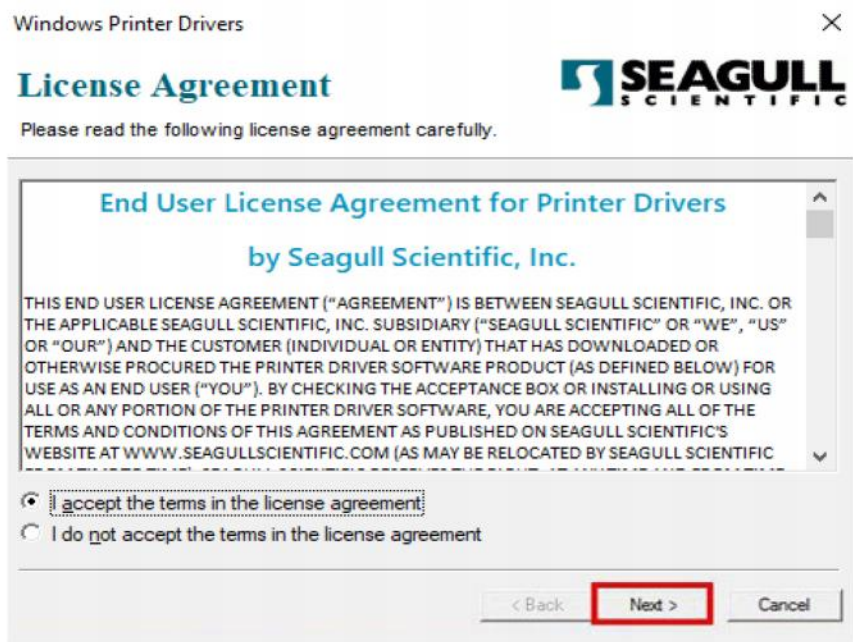 Windows Printer Drivers
License Agreement
SEAGULL
SCIENTIFIC
Please read the following license agreement carefully.
End User License Agreement for Printer Drivers
by Seagull Scientific, Inc.
THIS END USER LICENSE AGREEMENT (“AGREEMENT”) IS BETWEEN SEAGULL SCIENTIFIC, INC. OR
THE APPLICABLE SEAGULL SCIENTIFIC, INC. SUBSIDIARY (“SEAGULL SCIENTIFIC” OR “WE”, “US”
OR “OUR”) AND THE CUSTOMER (INDIVIDUAL OR ENTITY) THAT HAS DOWNLOADED OR
OTHERWISE PROCURED THE PRINTER DRIVER SOFTWARE PRODUCT (AS DEFINED BELOW) FOR
USE AS AN END USER (“YOU”). BY CHECKING THE ACCEPTANCE BOX OR INSTALLING OR USING
ALL OR ANY PORTION OF THE PRINTER DRIVER SOFTWARE, YOU ARE ACCEPTING ALL OF THE
TERMS AND CONDITIONS OF THIS AGREEMENT AS PUBLISHED ON SEAGULL SCIENTIFIC’S
WEBSITE AT WWW.SEAGULLSCIENTIFIC.COM (AS MAY BE RELOCATED BY SEAGULL SCIENTIFIC
I accept the terms in the license agreement
I do not accept the terms in the license agreement
< Back
Next >
Cancel